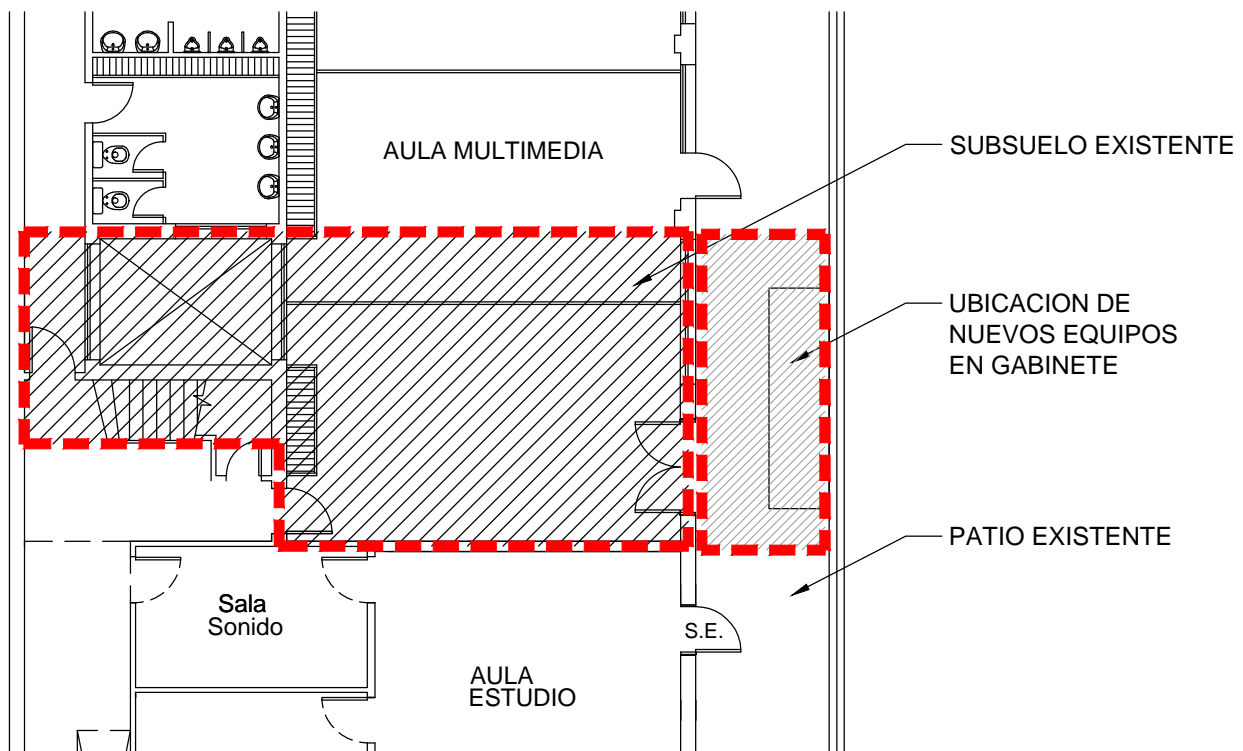 AULA MULTIMEDIA
SUBSUELO EXISTENTE
UBICACION DE
NUEVOS EQUIPOS
EN GABINETE
PATIO EXISTENTE
Sala
Sonido
S.E.
AULA
ESTUDIO